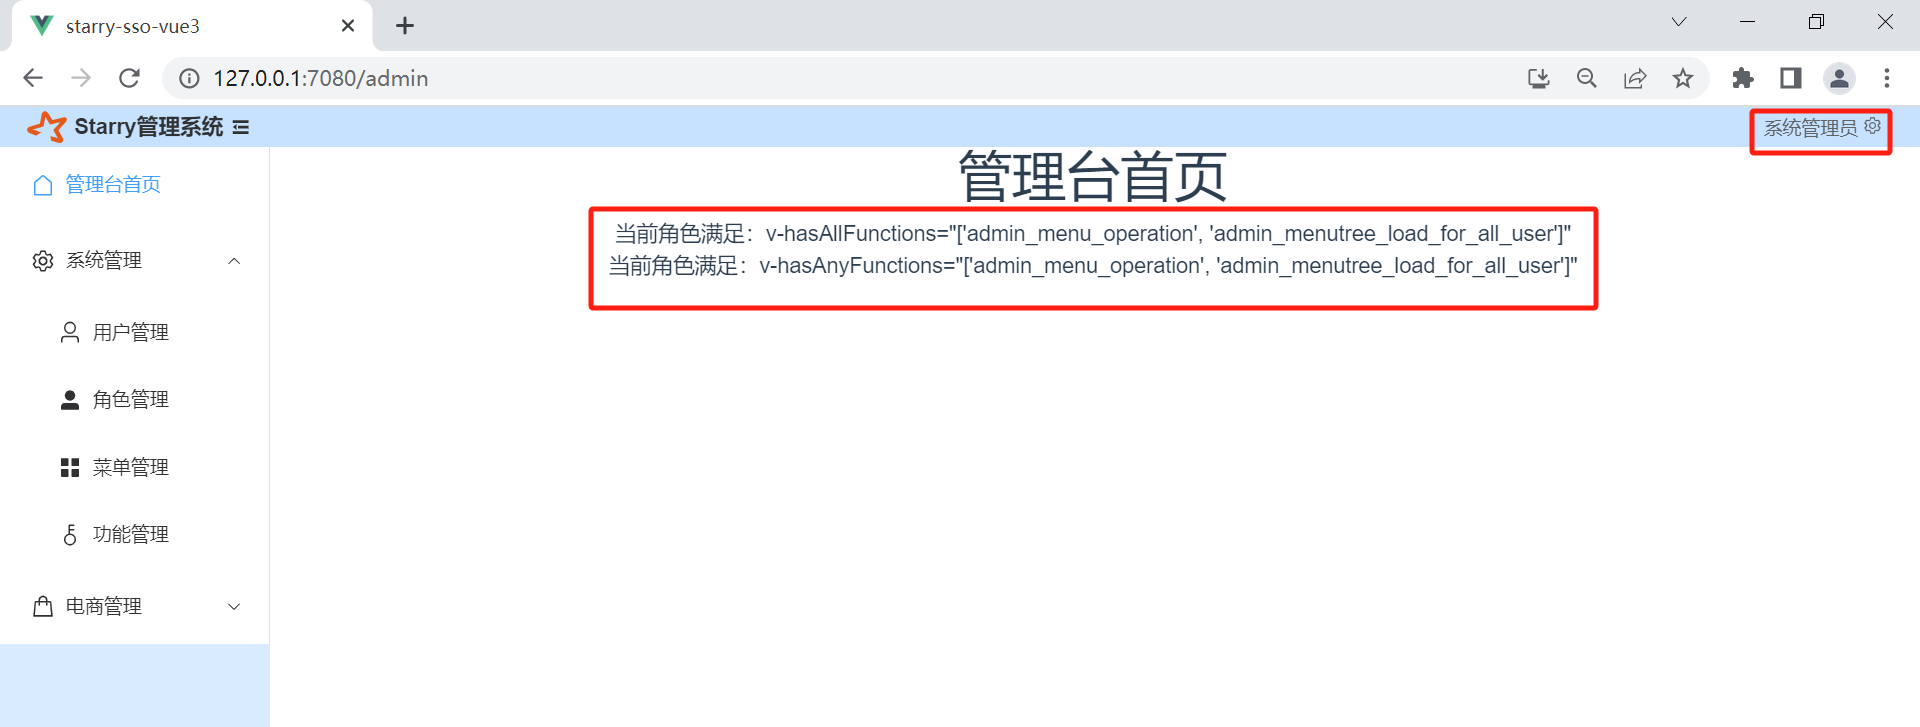 starry-sso-vue3
127.0.0.1:7080/admin
Starry管理系统
系统管理员
管理台首页
系统管理
用户管理
角色管理
菜单管理
功能管理
电商管理
管理台首页
当前角色满足：v-hasAllFunctions="['admin_menu_operation', 'admin_menutree_load_for_all_user']"
当前角色满足：v-hasAnyFunctions="['admin_menu_operation', 'admin_menutree_load_for_all_user']"